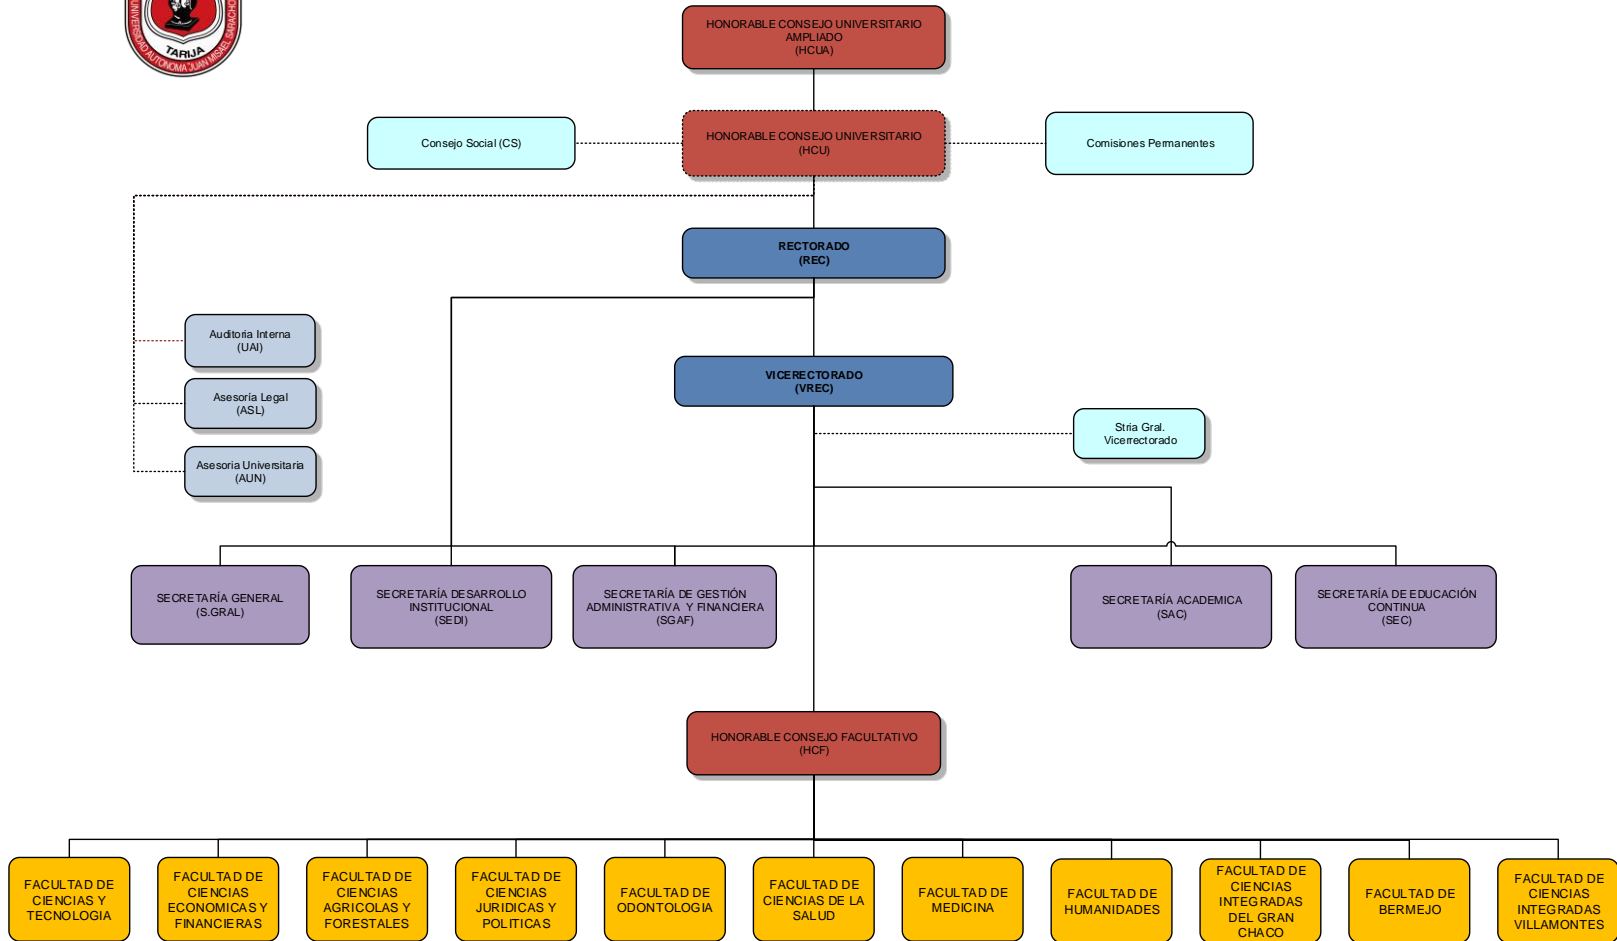 UNIVERSIDAD AUTONOMA "JUAN MISAEL SARACHO"
TARIJA
HONORABLE CONSEJO UNIVERSITARIO
AMPLIADO
(HCUA)
Consejo Social (CS)
HONORABLE CONSEJO UNIVERSITARIO
(HCU)
Comisiones Permanentes
RECTORADO
(REC)
Auditoria Interna
(UAI)
VICERECTORADO
(VREC)
Asesoría Legal
(ASL)
Stria Gral.
Vicerrectorado
Asesoria Universitaria
(AUN)
SECRETARÍA GENERAL
(S.GRAL)
SECRETARÍA DESARROLLO
INSTITUCIONAL
(SEDI)
SECRETARÍA DE GESTIÓN
ADMINISTRATIVA Y FINANCIERA
(SGAF)
SECRETARÍA ACADEMICA
(SAC)
SECRETARÍA DE EDUCACIÓN
CONTINUA
(SEC)
HONORABLE CONSEJO FACULTATIVO
(HCF)
FACULTAD DE
CIENCIAS Y
TECNOLOGIA
FACULTAD DE
CIENCIAS
ECONOMICAS Y
FINANCIERAS
FACULTAD DE
CIENCIAS
AGRICOLAS Y
FORESTALES
FACULTAD DE
CIENCIAS
JURIDICAS Y
POLITICAS
FACULTAD DE
ODONTOLOGIA
FACULTAD DE
CIENCIAS DE LA
SALUD
FACULTAD DE
MEDICINA
FACULTAD DE
HUMANIDADES
FACULTAD DE
CIENCIAS
INTEGRADAS
DEL GRAN
CHACO
FACULTAD DE
BERMEJO
FACULTAD DE
CIENCIAS
INTEGRADAS
VILLAMONTES